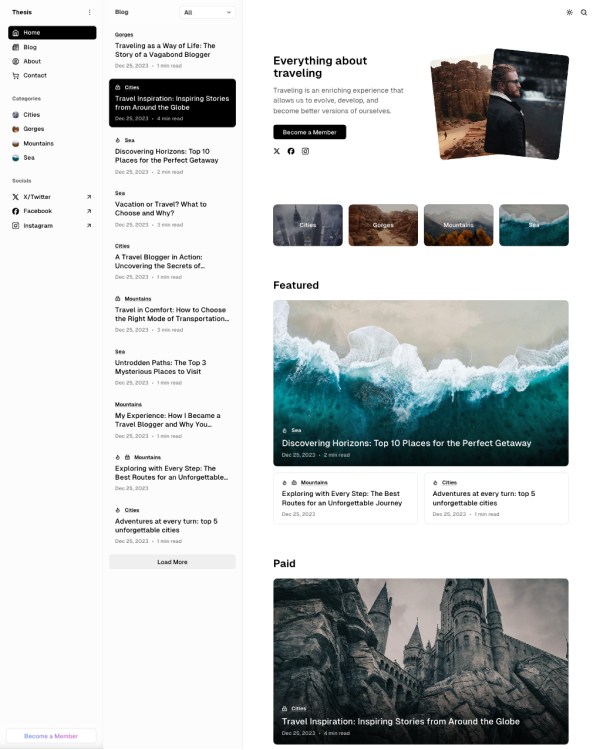 Thesis
Home
Blog
About
Contact
Categories
Cities
Gorges
Mountains
Sea
Socials
X/Twitter
Facebook
Instagram
Become a Member
Blog
All
Gorges
Traveling as a Way of Life: The
Story of a Vagabond Blogger
Dec 25, 2023 • 1 min read
Cities
Travel Inspiration: Inspiring Stories
from Around the Globe
Dec 25, 2023 • 4 min read
Sea
Discovering Horizons: Top 10
Places for the Perfect Getaway
Dec 25, 2023 • 2 min read
Sea
Vacation or Travel? What to
Choose and Why?
Dec 25, 2023 • 3 min read
Cities
A Travel Blogger in Action:
Uncovering the Secrets of...
Dec 25, 2023 • 1 min read
Mountains
Travel in Comfort: How to Choose
the Right Mode of Transportation...
Dec 25, 2023 • 3 min read
Sea
Untrodden Paths: The Top 3
Mysterious Places to Visit
Dec 25, 2023 • 1 min read
Mountains
My Experience: How I Became a
Travel Blogger and Why You...
Dec 25, 2023 • 1 min read
Mountains
Exploring with Every Step: The
Best Routes for an Unforgettable...
Dec 25, 2023
Cities
Adventures at every turn: top 5
unforgettable cities
Dec 25, 2023 • 1 min read
Load More
Everything about
traveling
Traveling is an enriching experience that
allows us to evolve, develop, and
become better versions of ourselves.
Become a Member
Cities
Gorges
Mountains
Sea
Featured
Sea
Discovering Horizons: Top 10 Places for the Perfect Getaway
Dec 25, 2023 • 2 min read
Mountains
Exploring with Every Step: The Best
Routes for an Unforgettable Journey
Dec 25, 2023
Cities
Adventures at every turn: top 5
unforgettable cities
Dec 25, 2023 • 1 min read
Paid
Cities
Travel Inspiration: Inspiring Stories from Around the Globe
Dec 25, 2023 • 4 min read